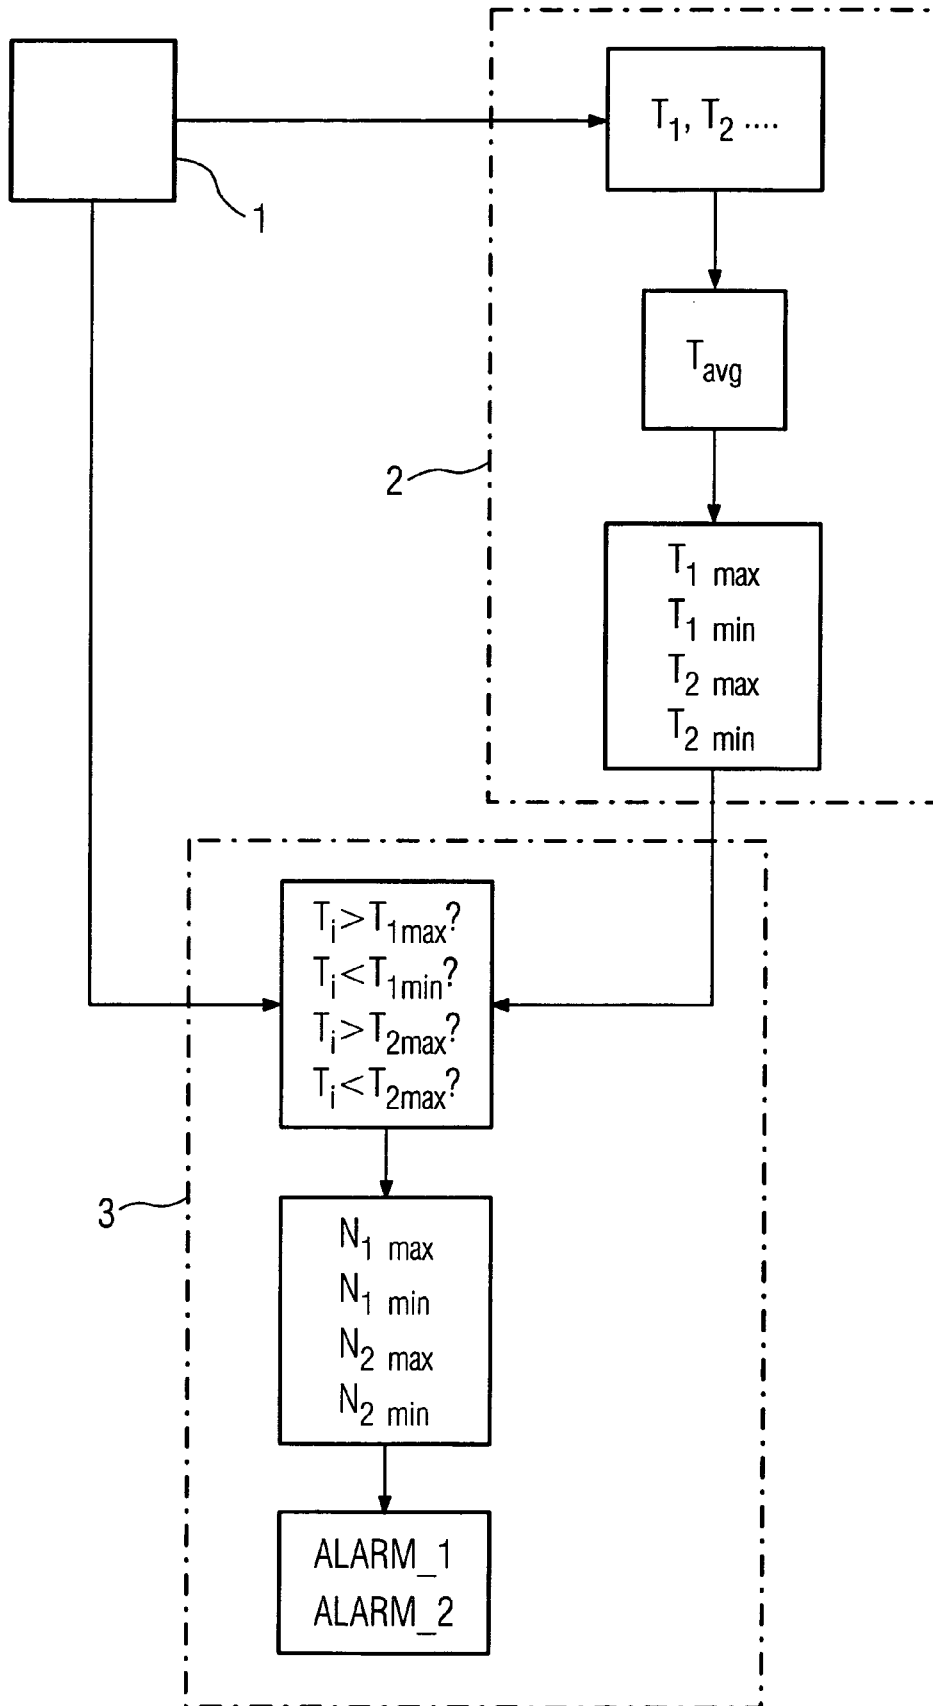 T1, T2 ....
1
Tavg
2
T1 max
T1 min
T2 max
T2 min
Ti>T1max?
Ti<T1min?
Ti>T2max?
Ti<T2max?
3
N1 max
N1 min
N2 max
N2 min
ALARM_1
ALARM_2